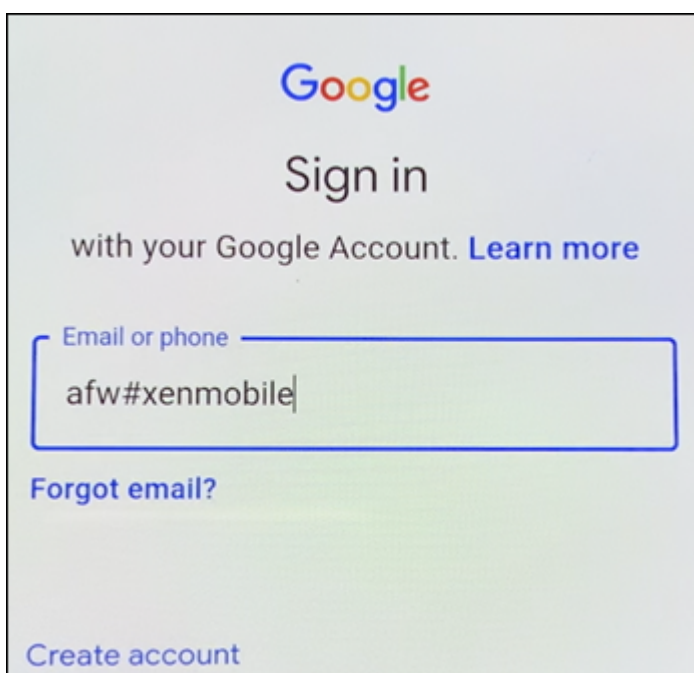 Google
Sign in
with your Google Account. Learn more
Email or phone
afw#xenmobile
Forgot email?
Create account